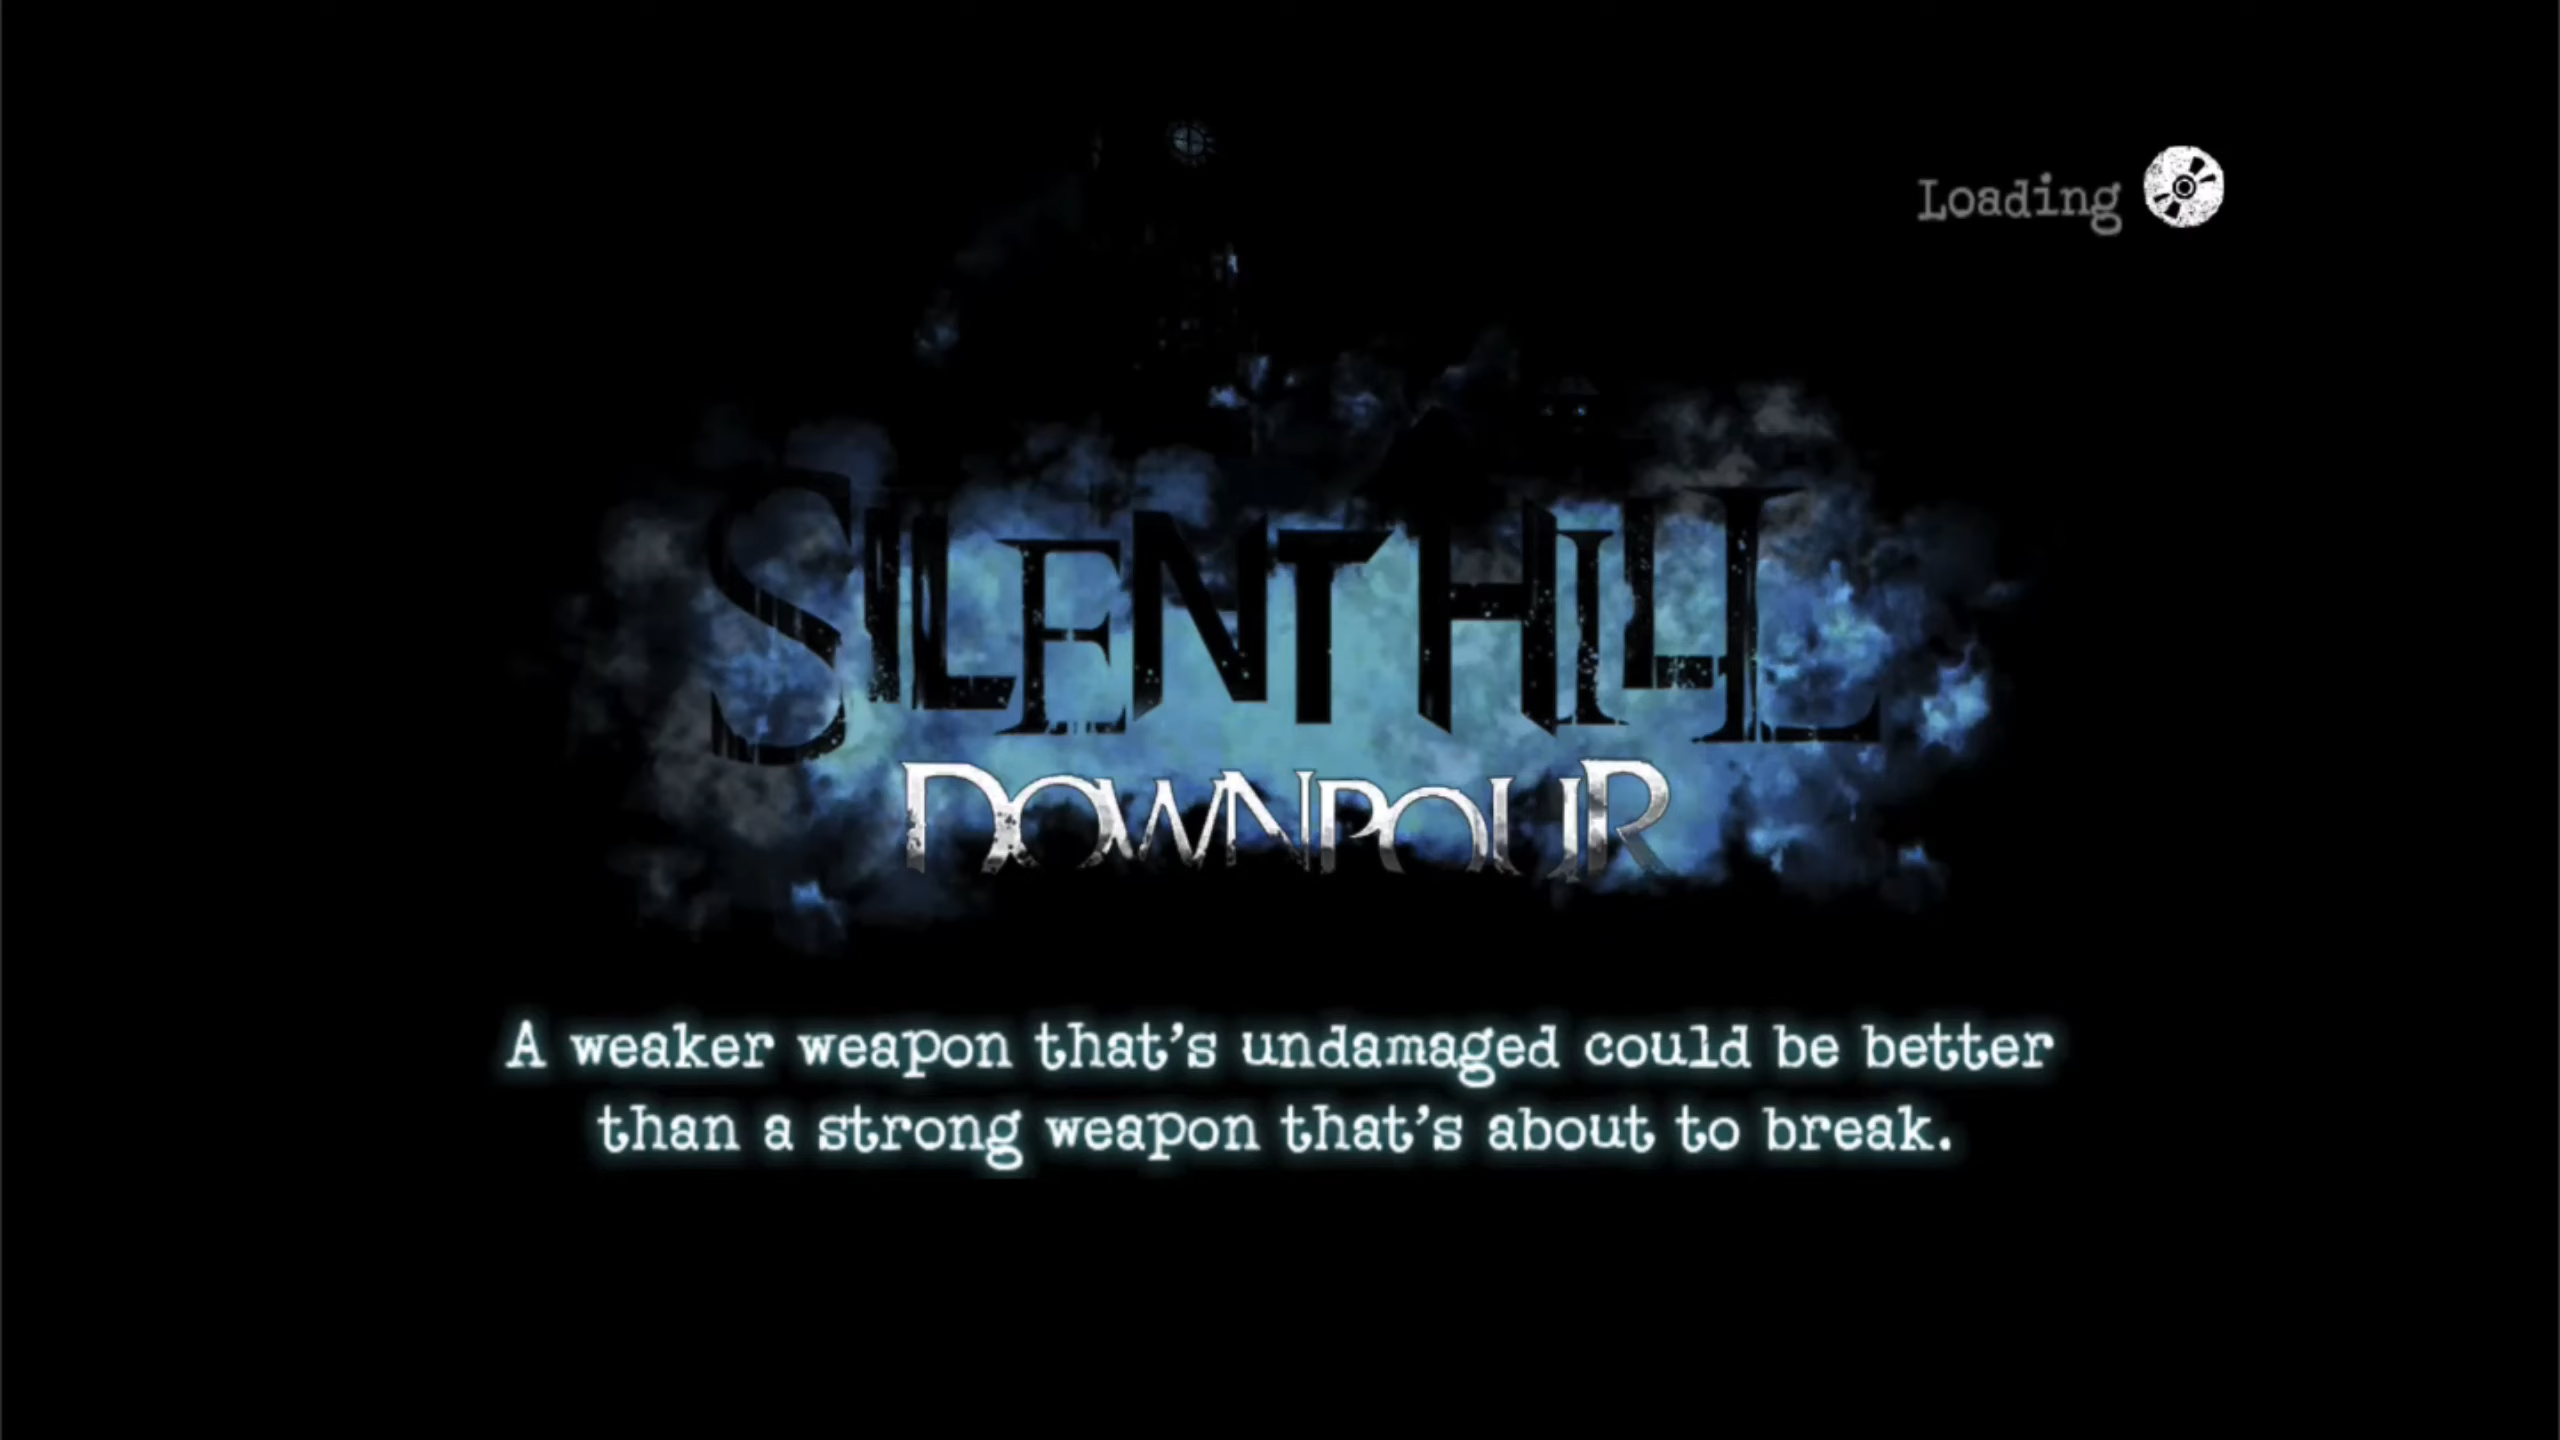 Loading
SILENT HILL
DOWNPOUR
A weaker weapon that's undamaged could be better
than a strong weapon that's about to break.